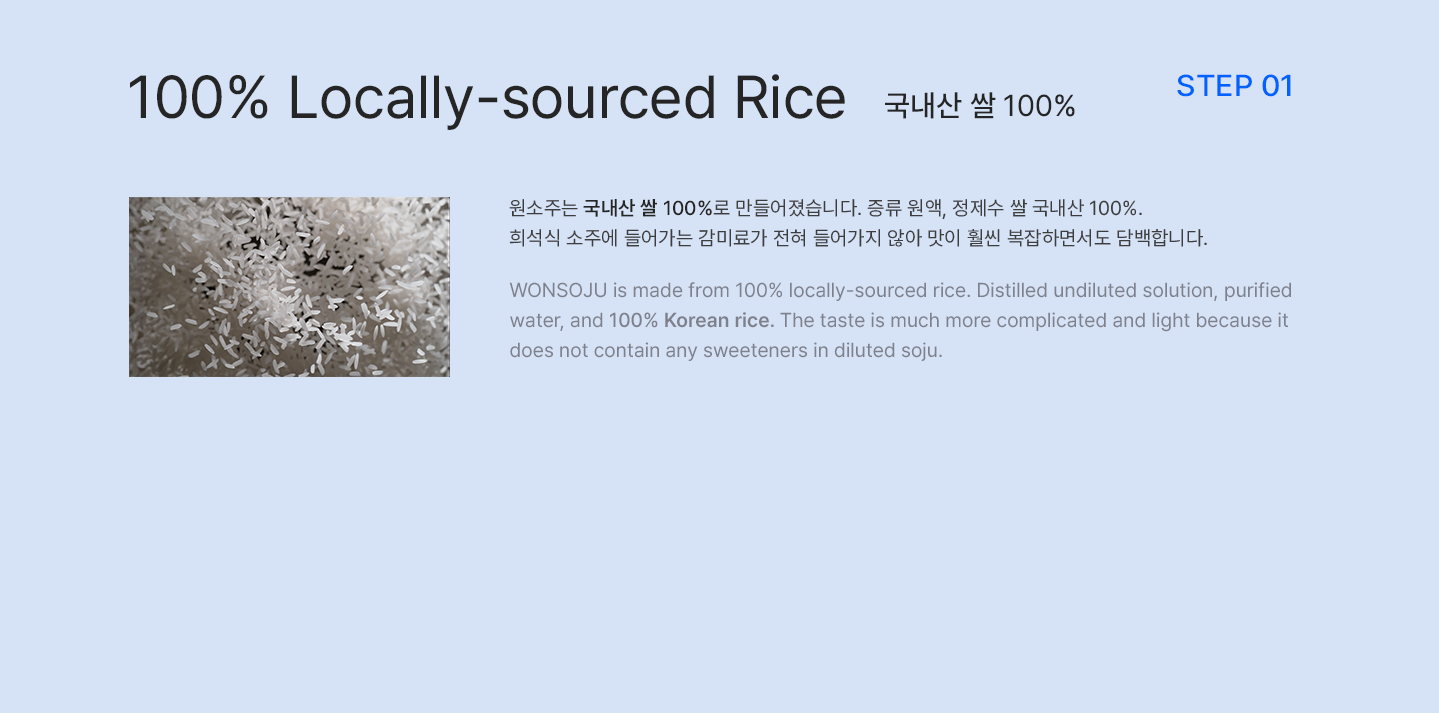 100% Locally-sourced Rice 국내산 쌀 100%
STEP 01
원소주는 국내산 쌀 100%로 만들어졌습니다. 증류 원액, 정제수 쌀 국내산 100%.
희석식 소주에 들어가는 감미료가 전혀 들어가지 않아 맛이 훨씬 복잡하면서도 담백합니다.
WONSOJU is made from 100% locally-sourced rice. Distilled undiluted solution, purified
water, and 100% Korean rice. The taste is much more complicated and light because it
does not contain any sweeteners in diluted soju.